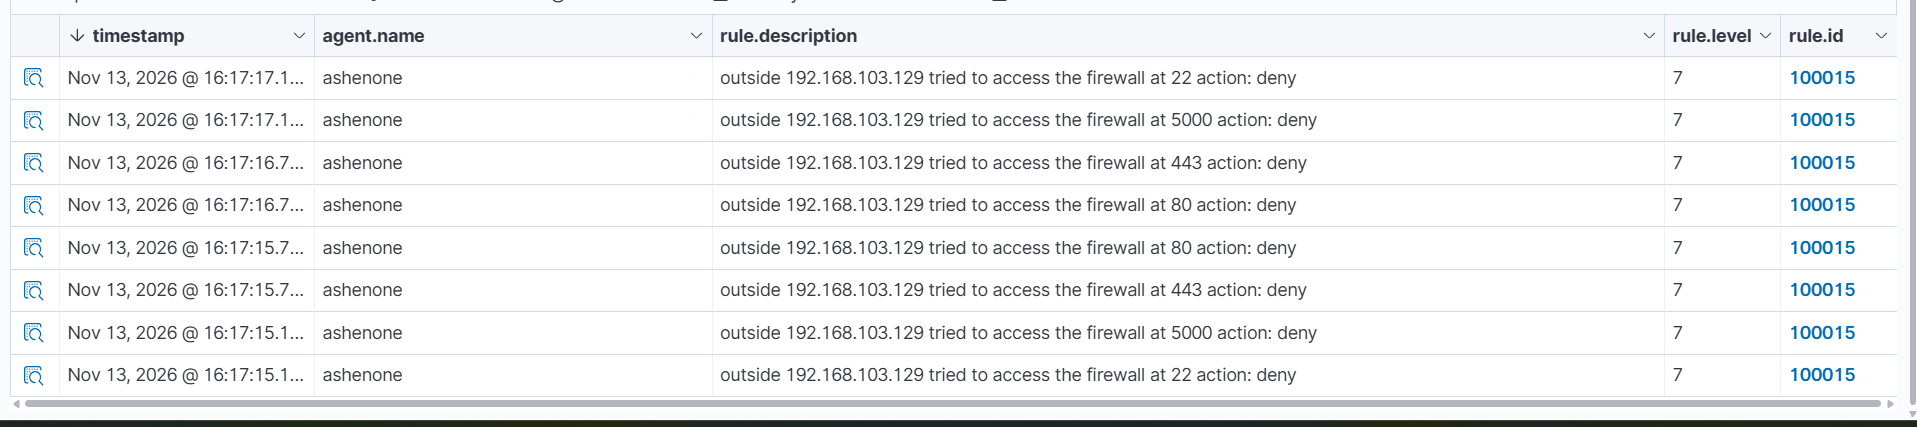 timestamp agent.name rule.description rule.level rule.id
Nov 13, 2026 @ 16:17:17.1... ashenone outside 192.168.103.129 tried to access the firewall at 22 action: deny 7 100015
Nov 13, 2026 @ 16:17:17.1... ashenone outside 192.168.103.129 tried to access the firewall at 5000 action: deny 7 100015
Nov 13, 2026 @ 16:17:16.7... ashenone outside 192.168.103.129 tried to access the firewall at 443 action: deny 7 100015
Nov 13, 2026 @ 16:17:16.7... ashenone outside 192.168.103.129 tried to access the firewall at 80 action: deny 7 100015
Nov 13, 2026 @ 16:17:15.7... ashenone outside 192.168.103.129 tried to access the firewall at 80 action: deny 7 100015
Nov 13, 2026 @ 16:17:15.7... ashenone outside 192.168.103.129 tried to access the firewall at 443 action: deny 7 100015
Nov 13, 2026 @ 16:17:15.1... ashenone outside 192.168.103.129 tried to access the firewall at 5000 action: deny 7 100015
Nov 13, 2026 @ 16:17:15.1... ashenone outside 192.168.103.129 tried to access the firewall at 22 action: deny 7 100015